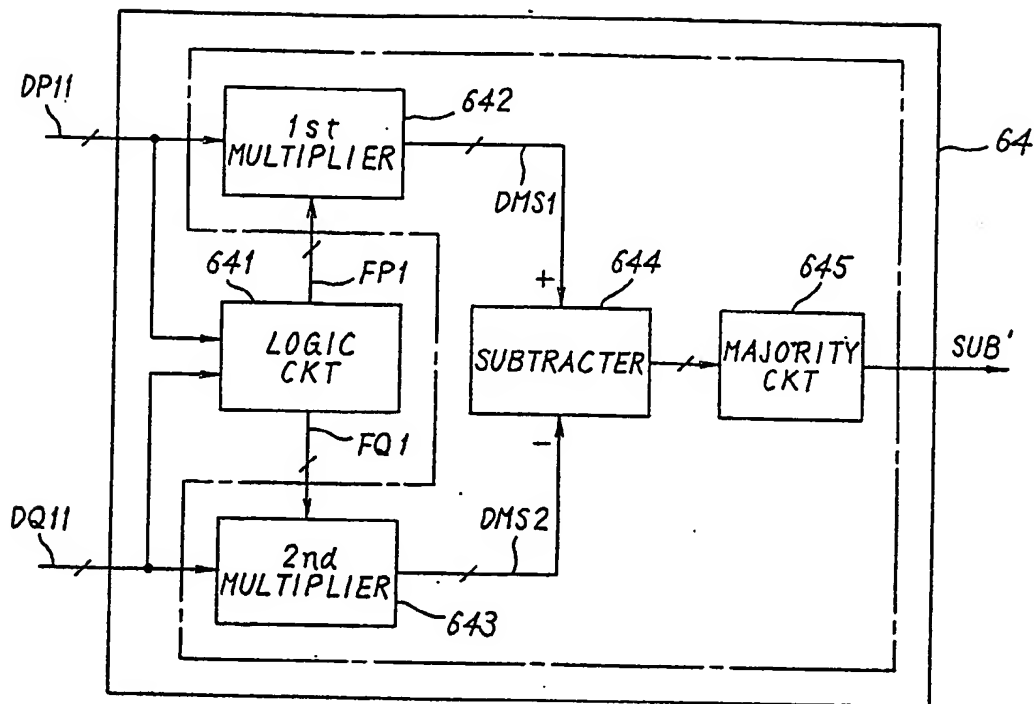 DP11
1st
MULTIPLIER
642
64
DMS1
641
FP1
+
644
645
LOGIC
CKT
SUBTRACTER
MAJORITY
CKT
SUB'
FQ1
-
DQ11
2nd
MULTIPLIER
DMS2
643